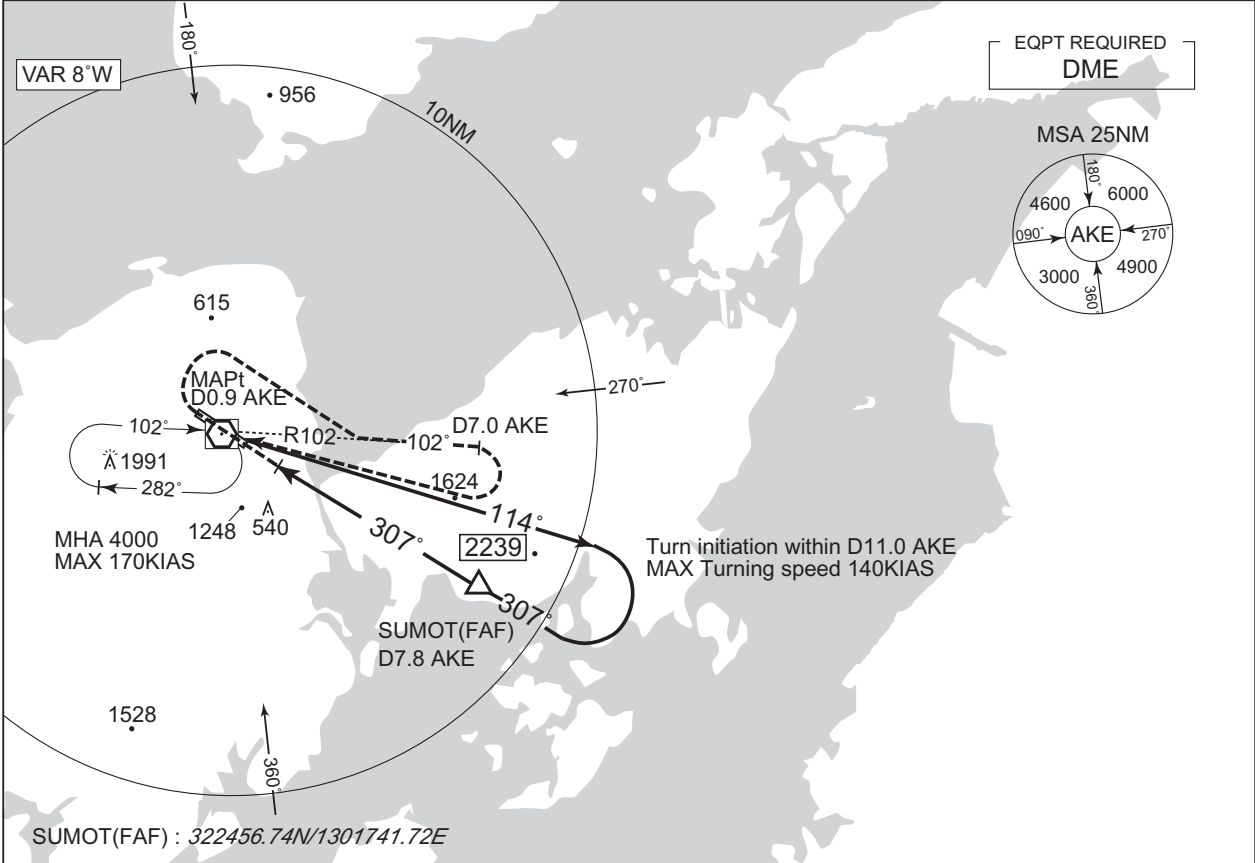 180°
VAR 8°W
956
10NM
EQPT REQUIRED
DME
MSA 25NM
180°
4600
6000
090°
AKE
270°
3000
4900
360°
615
MAPt
D0.9 AKE
270°
102°
R102
102°
D7.0 AKE
1991
282°
1624
114°
1248
540
307°
2239
MHA 4000
MAX 170KIAS
Turn initiation within D11.0 AKE
MAX Turning speed 140KIAS
307°
SUMOT(FAF)
D7.8 AKE
1528
360°
SUMOT(FAF) : 322456.74N/1301741.72E